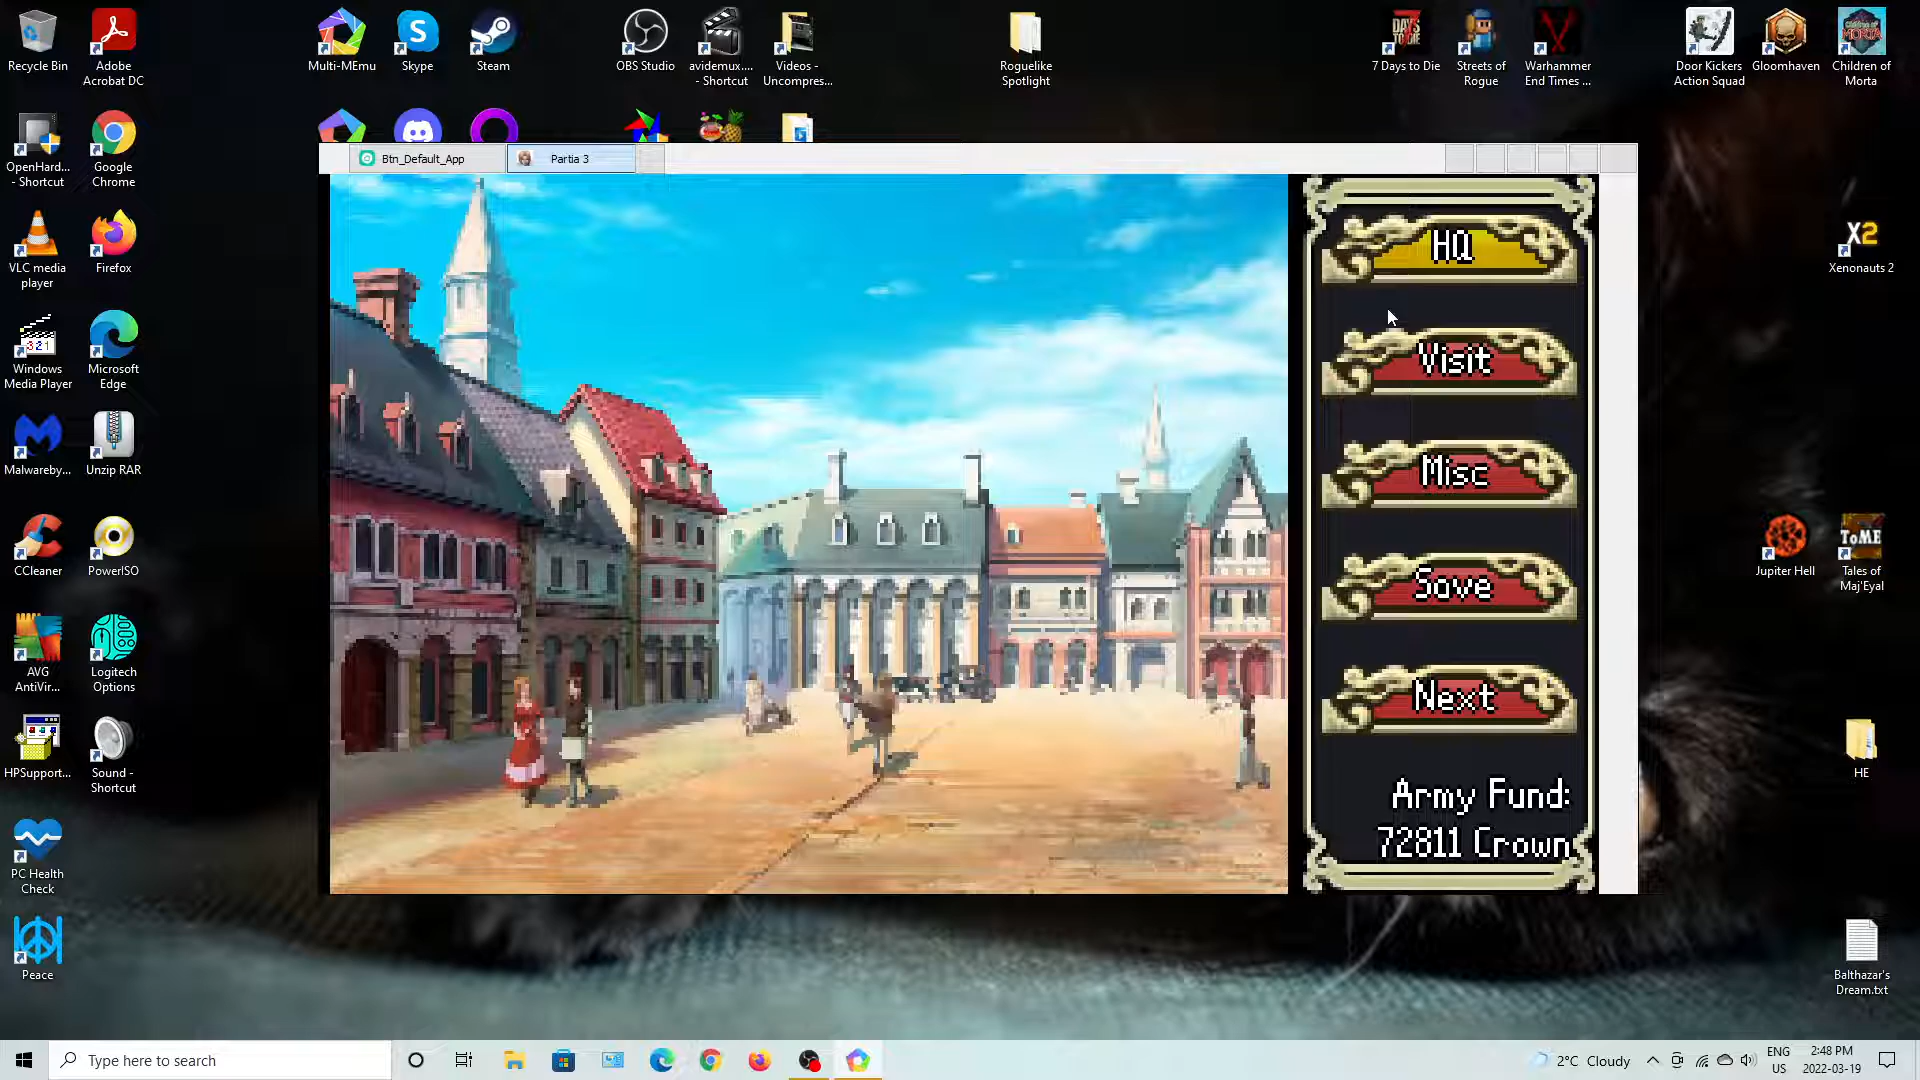 Recycle Bin
Adobe
Acrobat DC
Multi-MEmu
Skype
Steam
OBS Studio
avidemux....
- Shortcut
Videos -
Uncompres...
Roguelike
Spotlight
7 Days to Die
Streets of
Rogue
Warhammer
End Times ...
Door Kickers
Action Squad
Gloomhaven
Children of
Morta
OpenHard...
- Shortcut
Google
Chrome
Btn_Default_App
Partia 3
HQ
Visit
Misc
Save
Next
Army Fund:
72811 Crown
VLC media
player
Firefox
X2
Xenonauts 2
Windows
Media Player
Microsoft
Edge
Malwareby...
Unzip RAR
CCleaner
PowerISO
Jupiter Hell
ToME
Tales of
Maj'Eyal
AVG
AntiVir...
Logitech
Options
HPSupport...
Sound -
Shortcut
HE
PC Health
Check
Peace
Balthazar's
Dream.txt
Type here to search
2°C Cloudy
ENG
US
2:48 PM
2022-03-19